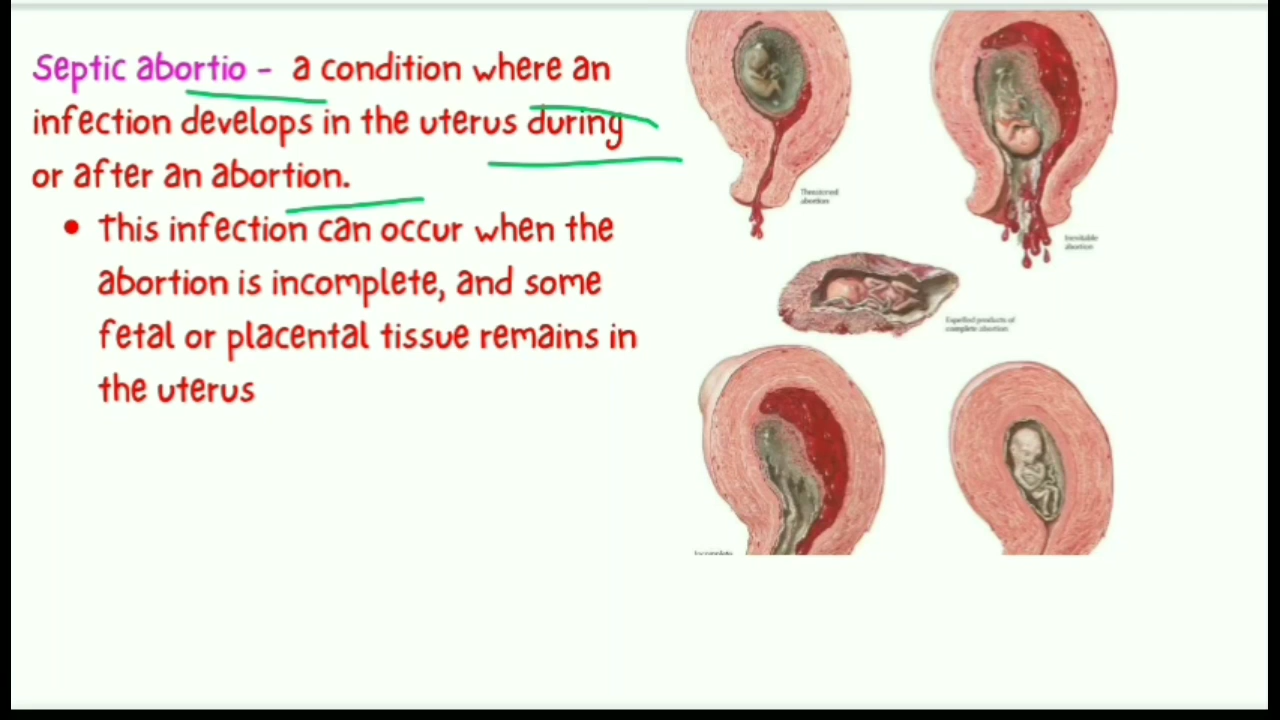 Septic abortio - a condition where an
infection develops in the uterus during
or after an abortion.
• This infection can occur when the
abortion is incomplete, and some
fetal or placental tissue remains in
the uterus
Threatened
abortion
Inevitable
abortion
Expelled products of
complete abortion